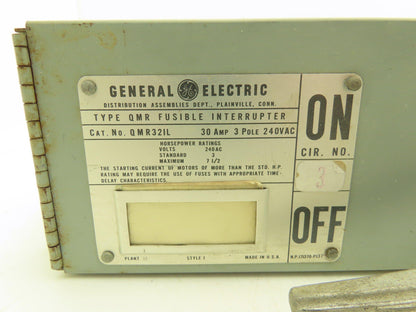 GENERAL ELECTRIC
DISTRIBUTION ASSEMBLIES DEPT., PLAINVILLE, CONN.
TYPE QMR FUSIBLE INTERRUPTER
CAT. NO. QMR321L 30 AMP 3 POLE 240VAC
HORSEPOWER RATINGS
VOLTS 240AC
STANDARD 3
MAXIMUM 7 1/2
THE STARTING CURRENT OF MOTORS OF MORE THAN THE STD. H.P.
RATING MAY REQUIRE THE USE OF FUSES WITH APPROPRIATE TIME-
DELAY CHARACTERISTICS.
PLANT STYLE 1 MADE IN U.S.A.
ON
CIR. NO.
3
OFF